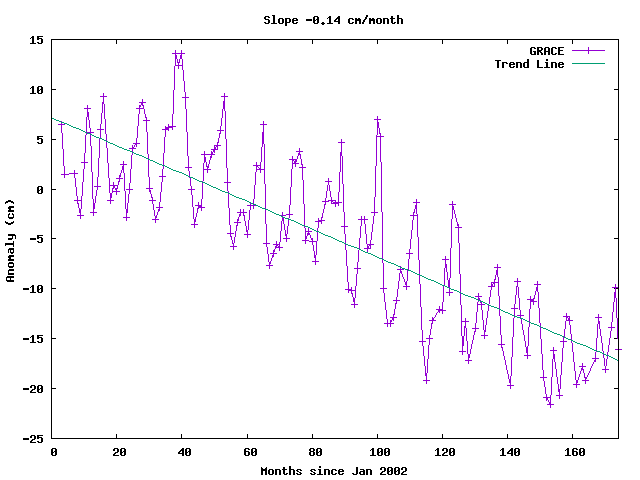 Slope -0.14 cm/month
GRACE
Trend Line
15
10
5
0
-5
-10
-15
-20
-25
0 20 40 60 80 100 120 140 160
Anomaly (cm)
Months since Jan 2002